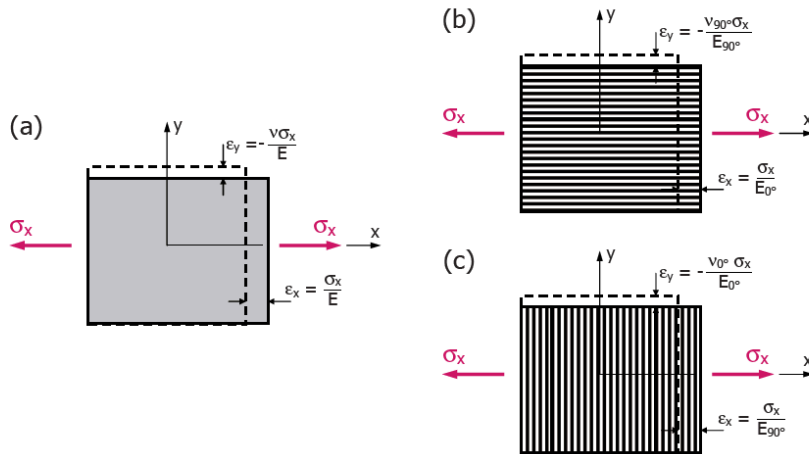 (a)
y
εy = - νσx / E
σx
σx
x
εx = σx / E
(b)
εy = - ν90°σx / E90°
y
σx
σx
x
εx = σx / E0°
(c)
εy = - ν0° σx / E0°
y
σx
σx
x
εx = σx / E90°